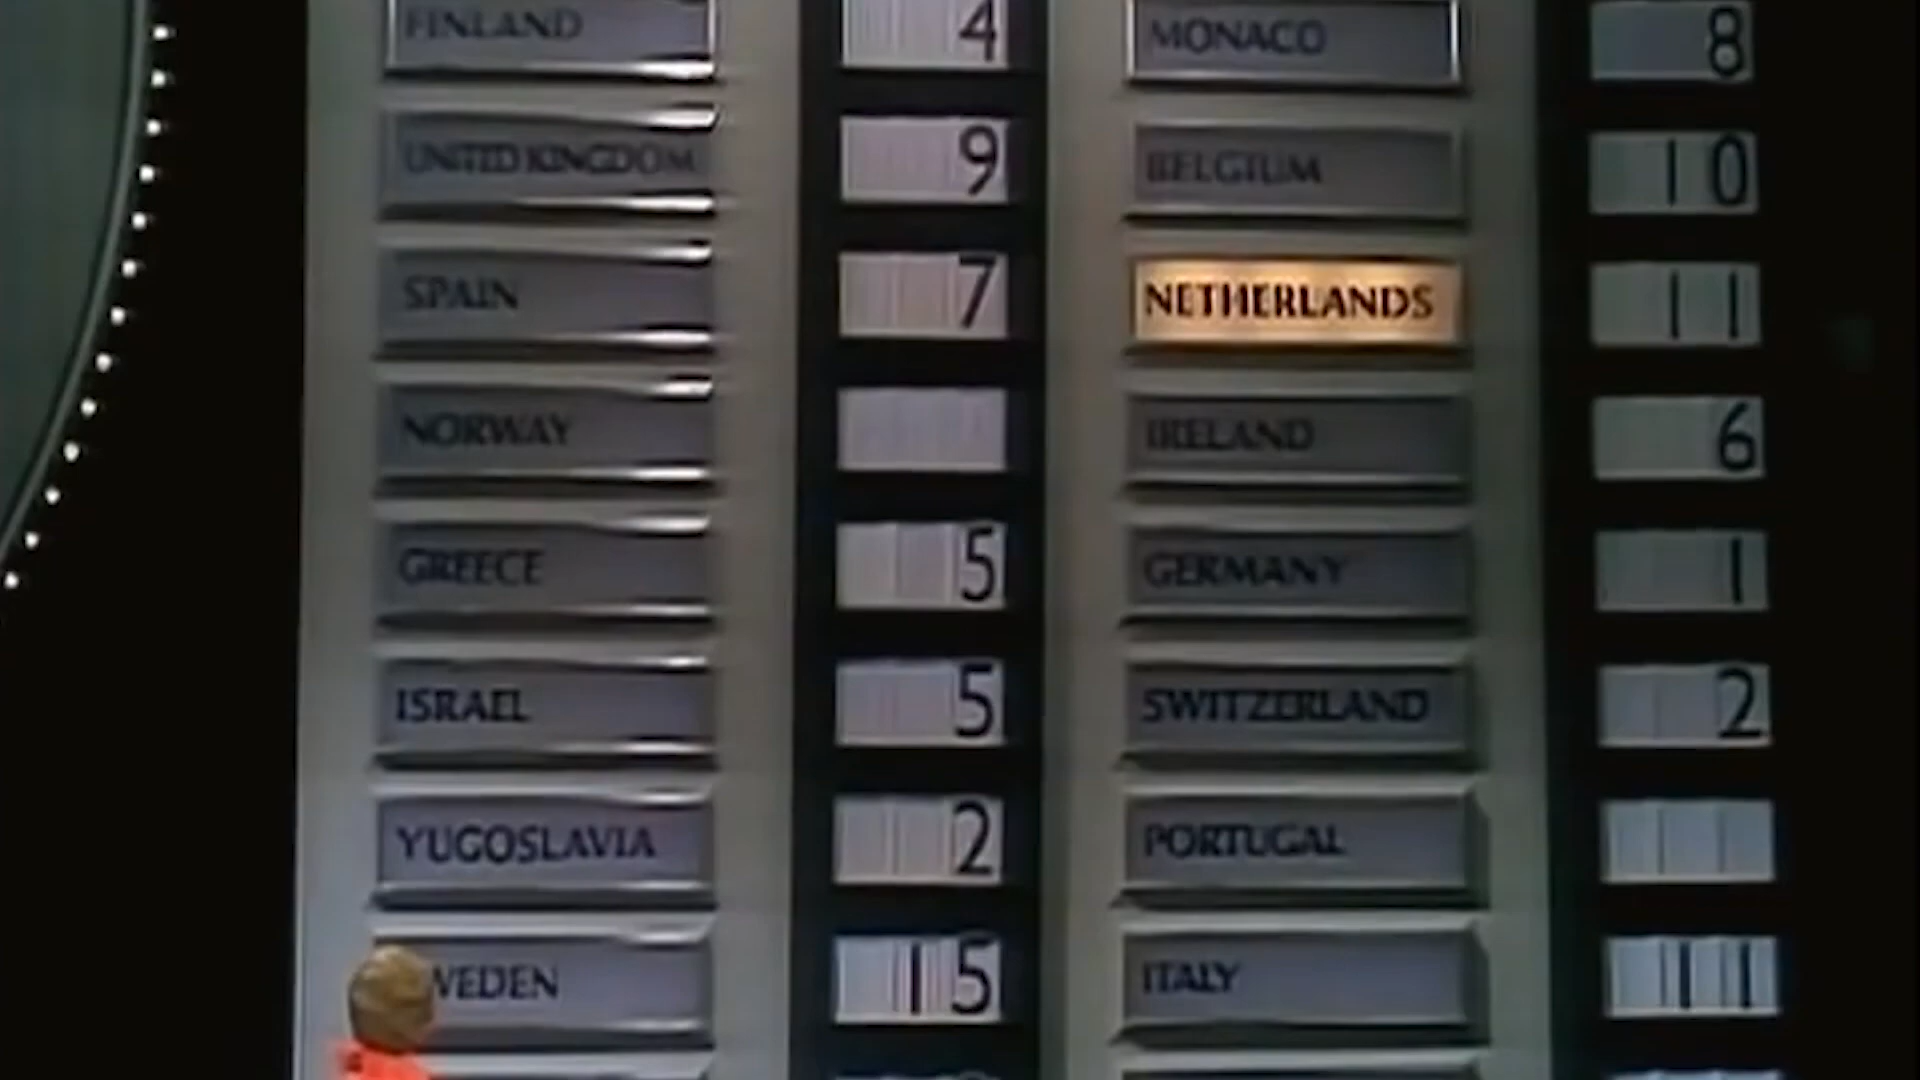 FINLAND 4 MONACO 8
UNITED KINGDOM 9 BELGIUM 10
SPAIN 7 NETHERLANDS 11
NORWAY IRELAND 6
GREECE 5 GERMANY 1
ISRAEL 5 SWITZERLAND 2
YUGOSLAVIA 2 PORTUGAL
WEDEN 15 ITALY 11